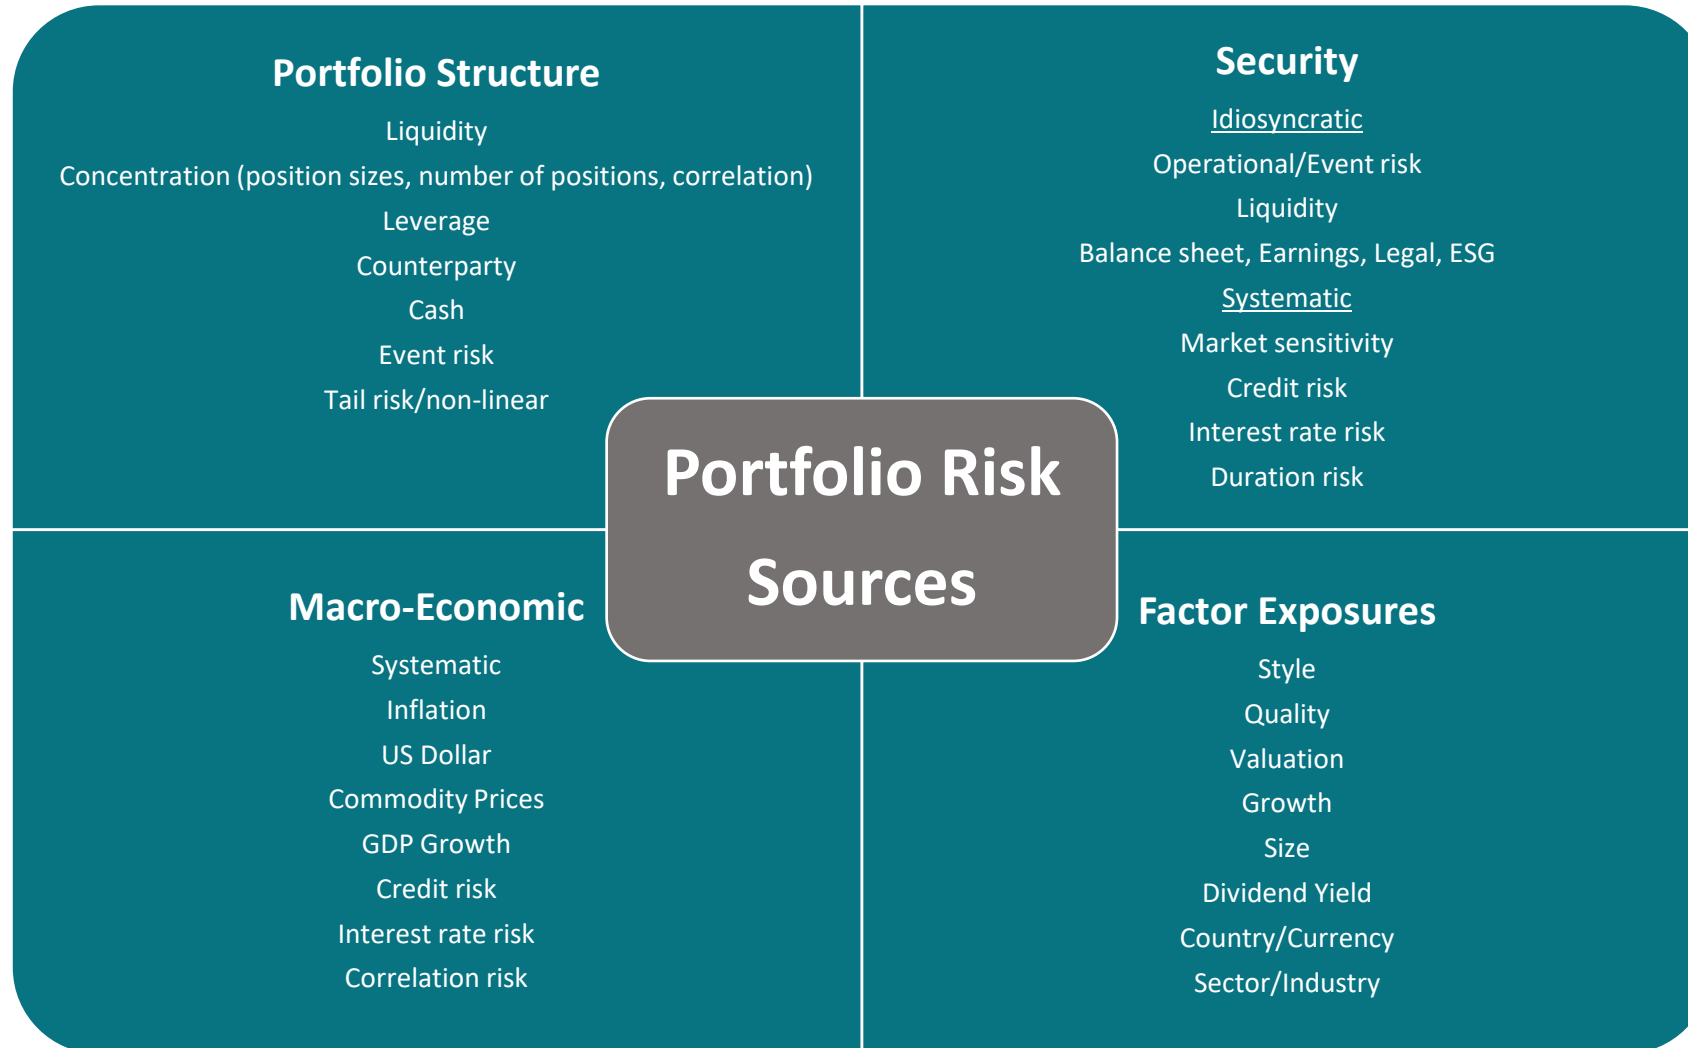 Portfolio Structure
Liquidity
Concentration (position sizes, number of positions, correlation)
Leverage
Counterparty
Cash
Event risk
Tail risk/non-linear
Security
Idiosyncratic
Operational/Event risk
Liquidity
Balance sheet, Earnings, Legal, ESG
Systematic
Market sensitivity
Credit risk
Interest rate risk
Duration risk
Portfolio Risk
Sources
Macro-Economic
Systematic
Inflation
US Dollar
Commodity Prices
GDP Growth
Credit risk
Interest rate risk
Correlation risk
Factor Exposures
Style
Quality
Valuation
Growth
Size
Dividend Yield
Country/Currency
Sector/Industry